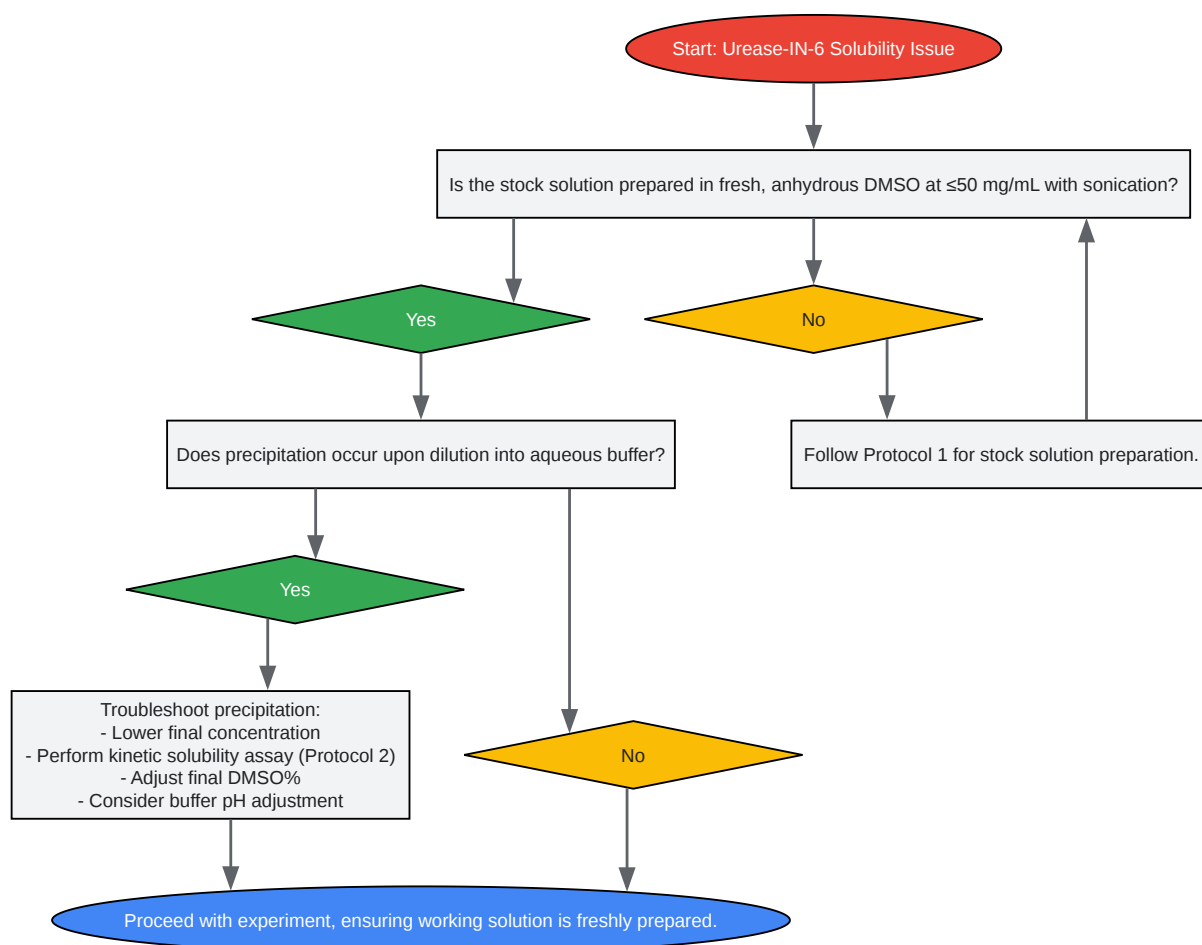 Start: Urease-IN-6 Solubility Issue
Is the stock solution prepared in fresh, anhydrous DMSO at ≤50 mg/mL with sonication?
Yes
No
Does precipitation occur upon dilution into aqueous buffer?
Follow Protocol 1 for stock solution preparation.
Yes
Troubleshoot precipitation:
- Lower final concentration
- Perform kinetic solubility assay (Protocol 2)
- Adjust final DMSO%
- Consider buffer pH adjustment
No
Proceed with experiment, ensuring working solution is freshly prepared.